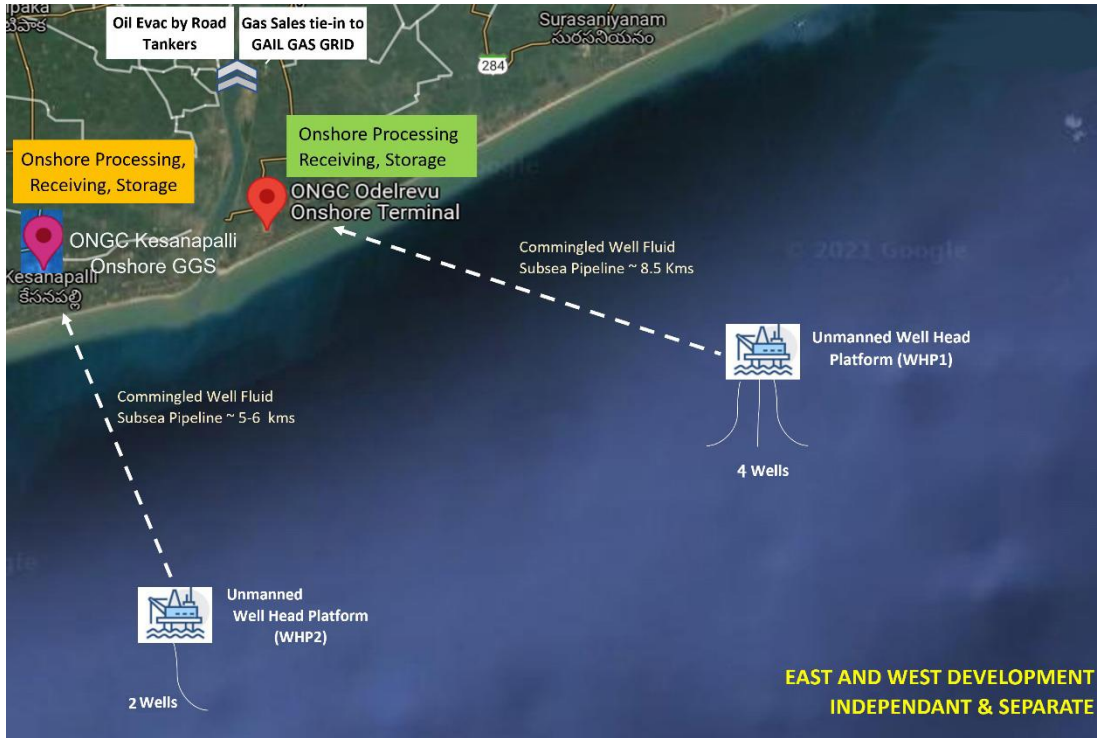 ిపాక
Oil Evac by Road
Tankers
Gas Sales tie-in to
GAIL GAS GRID
Surasaniyanam
సురసనియనం
284
Onshore Processing,
Receiving, Storage
Onshore Processing
Receiving, Storage
ONGC Odelrevu
Onshore Terminal
ONGC Kesanapalli
Onshore GGS
Kesanapalli
కేసనపల్లి
Commingled Well Fluid
Subsea Pipeline ~ 8.5 Kms
© 2021 Google
Unmanned Well Head
Platform (WHP1)
Commingled Well Fluid
Subsea Pipeline ~ 5-6 kms
4 Wells
Unmanned
Well Head Platform
(WHP2)
2 Wells
EAST AND WEST DEVELOPMENT
INDEPENDANT & SEPARATE